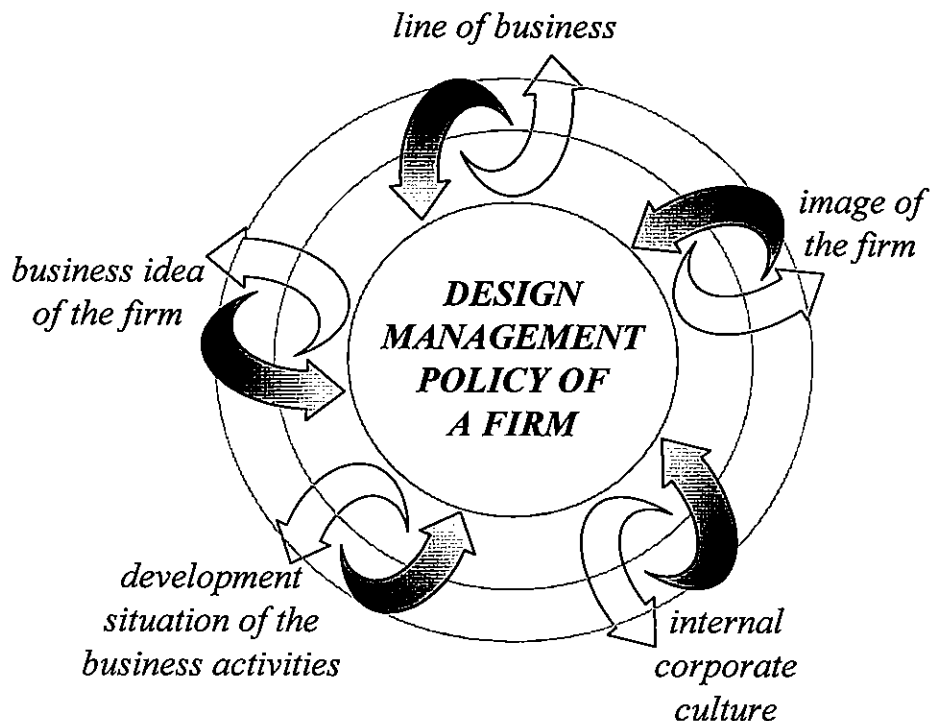 line of business
image of
the firm
business idea
of the firm
DESIGN
MANAGEMENT
POLICY OF
A FIRM
development
situation of the
business activities
internal
corporate
culture